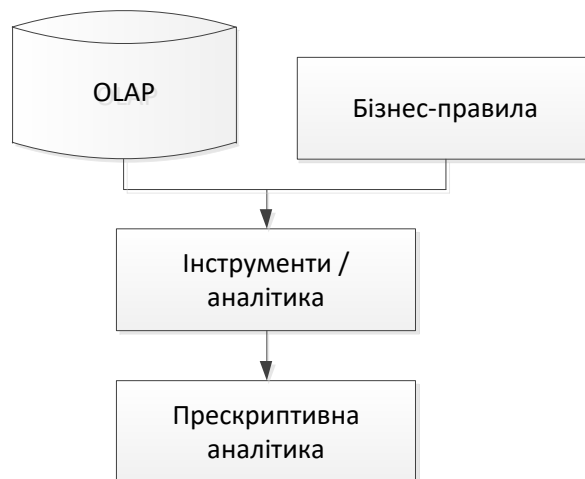 OLAP
Бізнес-правила
Інструменти /
аналітика
Прескриптивна
аналітика